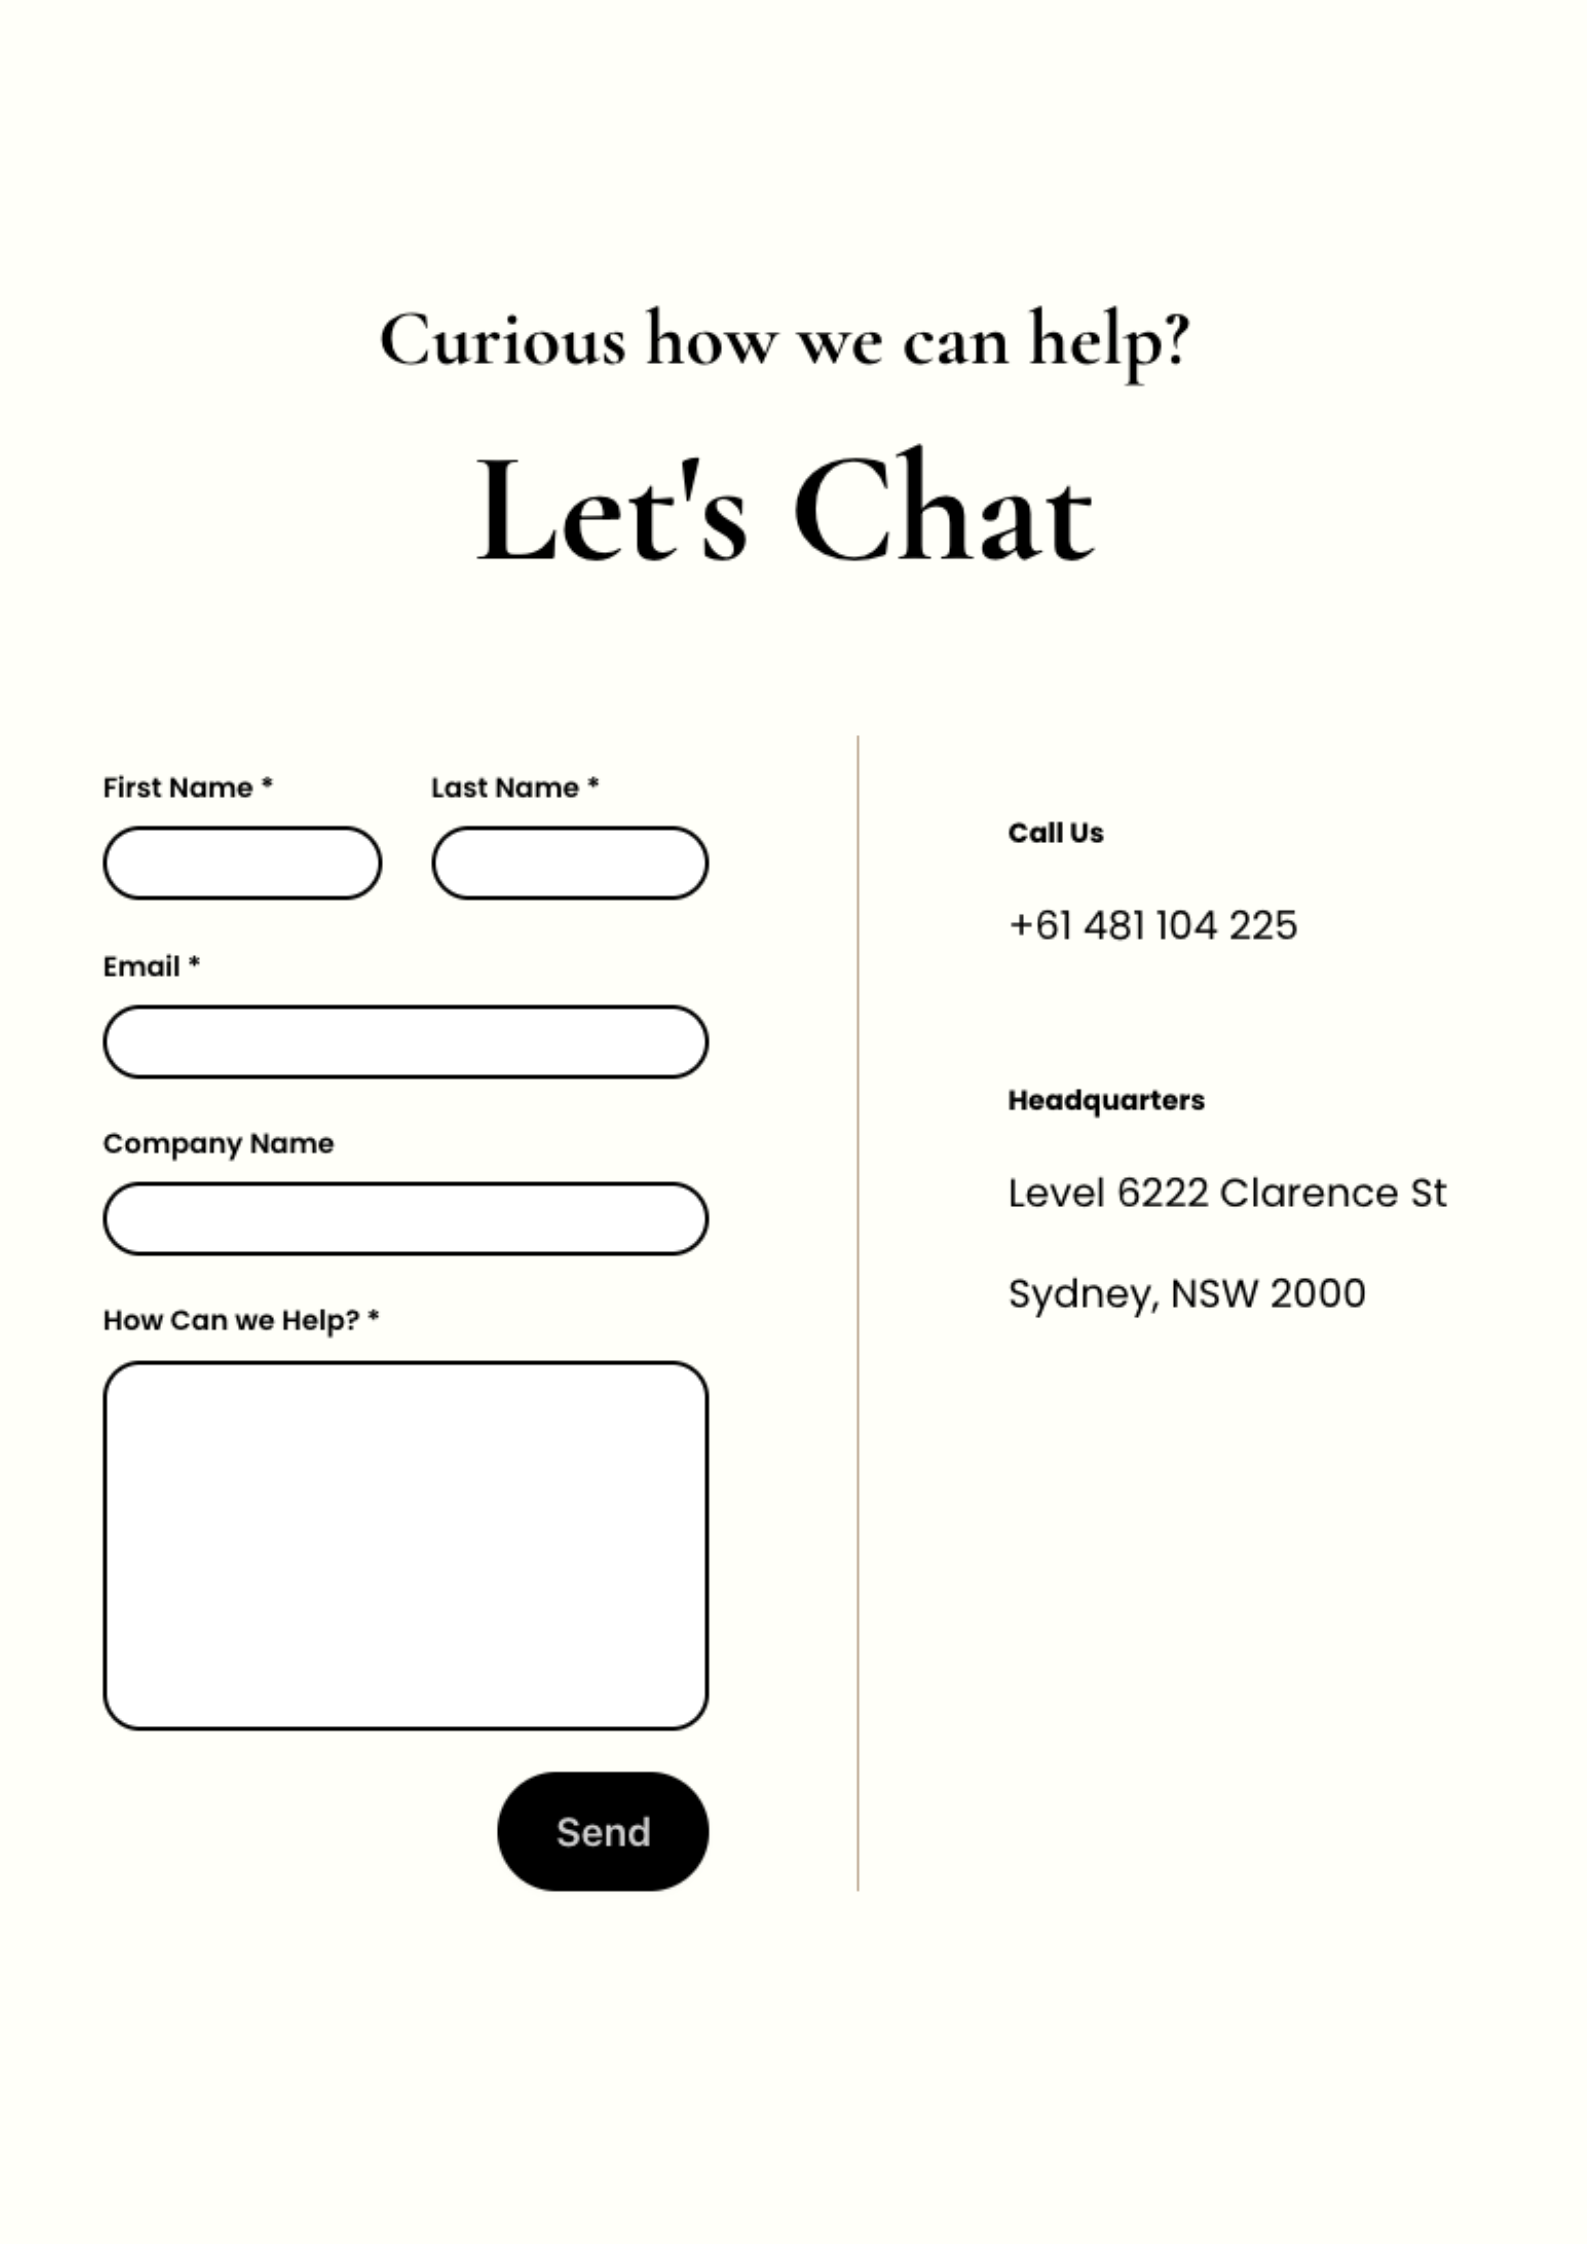 Curious how we can help?
Let's Chat
First Name *
Last Name *
Email *
Company Name
How Can we Help? *
Send
Call Us
+61 481 104 225
Headquarters
Level 6222 Clarence St
Sydney, NSW 2000